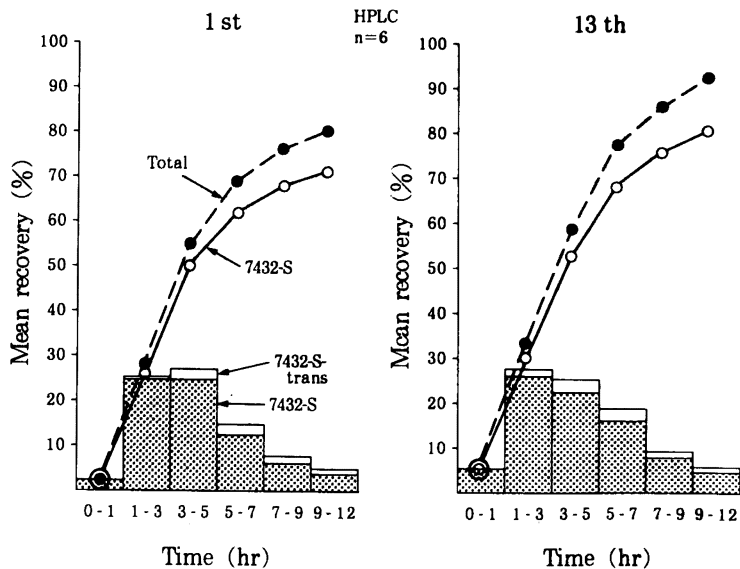 1 st
HPLC
n=6
13 th
Mean recovery (%)
100
90
80
70
60
50
40
30
20
10
Total
7432-S
7432-S-
trans
7432-S
0-1 1-3 3-5 5-7 7-9 9-12
Time (hr)
Mean recovery (%)
100
90
80
70
60
50
40
30
20
10
0-1 1-3 3-5 5-7 7-9 9-12
Time (hr)